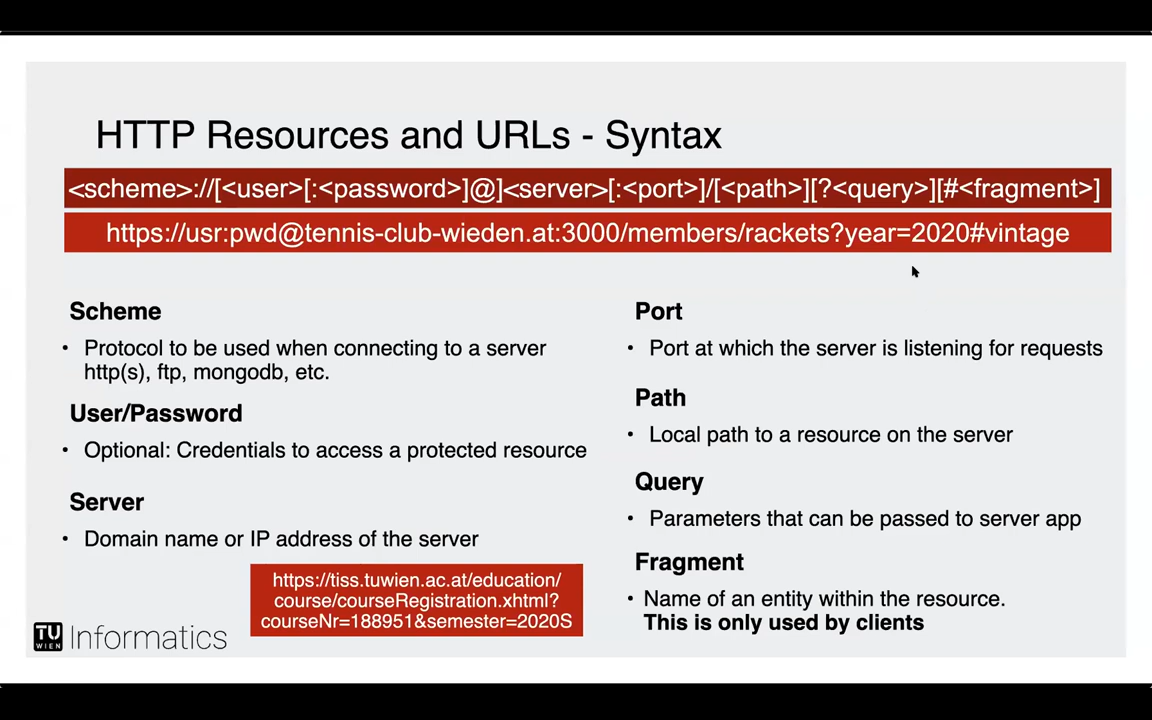 HTTP Resources and URLs - Syntax
<scheme>://[<user>[:<password>]@]<server>[:<port>]/[<path>][?<query>][#<fragment>]
https://usr:pwd@tennis-club-wieden.at:3000/members/rackets?year=2020#vintage
Scheme
• Protocol to be used when connecting to a server
http(s), ftp, mongodb, etc.
User/Password
• Optional: Credentials to access a protected resource
Server
• Domain name or IP address of the server
https://tiss.tuwien.ac.at/education/
course/courseRegistration.xhtml?
courseNr=188951&semester=2020S
Port
• Port at which the server is listening for requests
Path
• Local path to a resource on the server
Query
• Parameters that can be passed to server app
Fragment
• Name of an entity within the resource.
This is only used by clients
TU
WIEN
Informatics